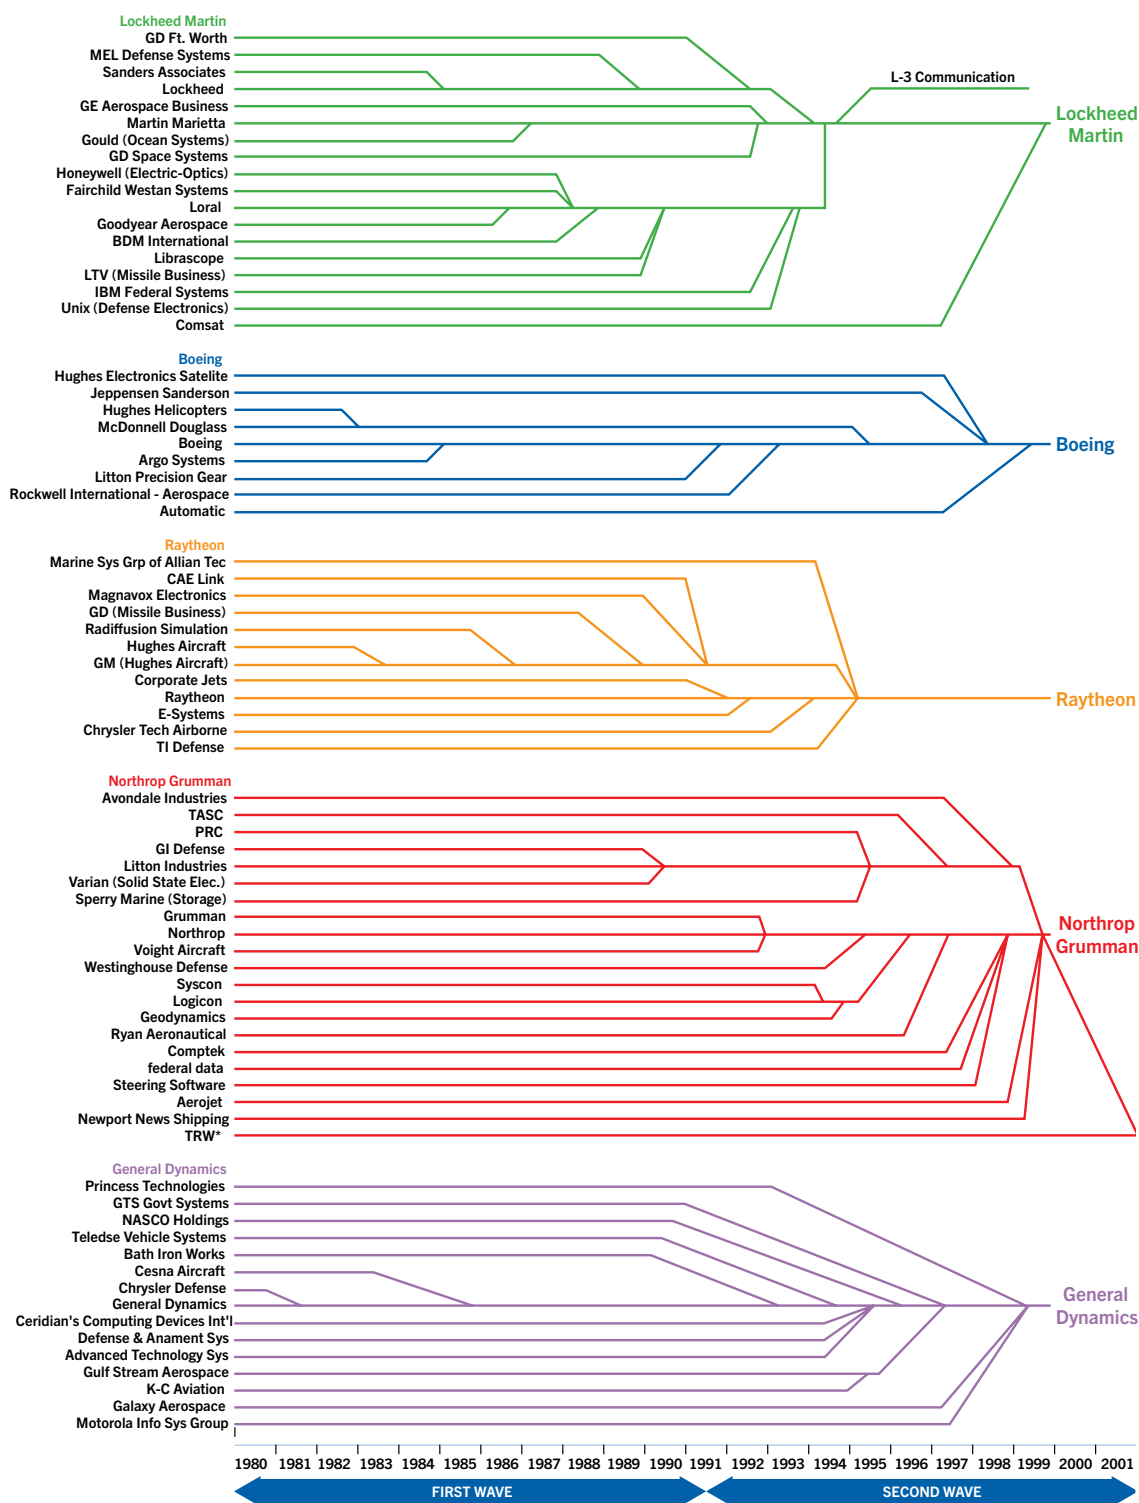 Lockheed Martin
GD Ft. Worth
MEL Defense Systems
Sanders Associates
L-3 Communication
Lockheed
GE Aerospace Business
Martin Marietta
Lockheed
Martin
Gould (Ocean Systems)
GD Space Systems
Honeywell (Electric-Optics)
Fairchild Westan Systems
Loral
Goodyear Aerospace
BDM International
Librascope
LTV (Missile Business)
IBM Federal Systems
Unix (Defense Electronics)
Comsat
Boeing
Hughes Electronics Satelite
Jeppensen Sanderson
Hughes Helicopters
McDonnell Douglass
Boeing
Boeing
Argo Systems
Litton Precision Gear
Rockwell International - Aerospace
Automatic
Raytheon
Marine Sys Grp of Allian Tec
CAE Link
Magnavox Electronics
GD (Missile Business)
Radiffusion Simulation
Hughes Aircraft
GM (Hughes Aircraft)
Corporate Jets
Raytheon
Raytheon
E-Systems
Chrysler Tech Airborne
TI Defense
Northrop Grumman
Avondale Industries
TASC
PRC
GI Defense
Litton Industries
Varian (Solid State Elec.)
Sperry Marine (Storage)
Grumman
Northrop
Northrop
Grumman
Voight Aircraft
Westinghouse Defense
Syscon
Logicon
Geodynamics
Ryan Aeronautical
Comptek
federal data
Steering Software
Aerojet
Newport News Shipping
TRW*
General Dynamics
Princess Technologies
GTS Govt Systems
NASCO Holdings
Teledse Vehicle Systems
Bath Iron Works
Cesna Aircraft
Chrysler Defense
General Dynamics
General
Dynamics
Ceridian's Computing Devices Int'l
Defense & Anament Sys
Advanced Technology Sys
Gulf Stream Aerospace
K-C Aviation
Galaxy Aerospace
Motorola Info Sys Group
1980 1981 1982 1983 1984 1985 1986 1987 1988 1989 1990 1991 1992 1993 1994 1995 1996 1997 1998 1999 2000 2001
FIRST WAVE SECOND WAVE